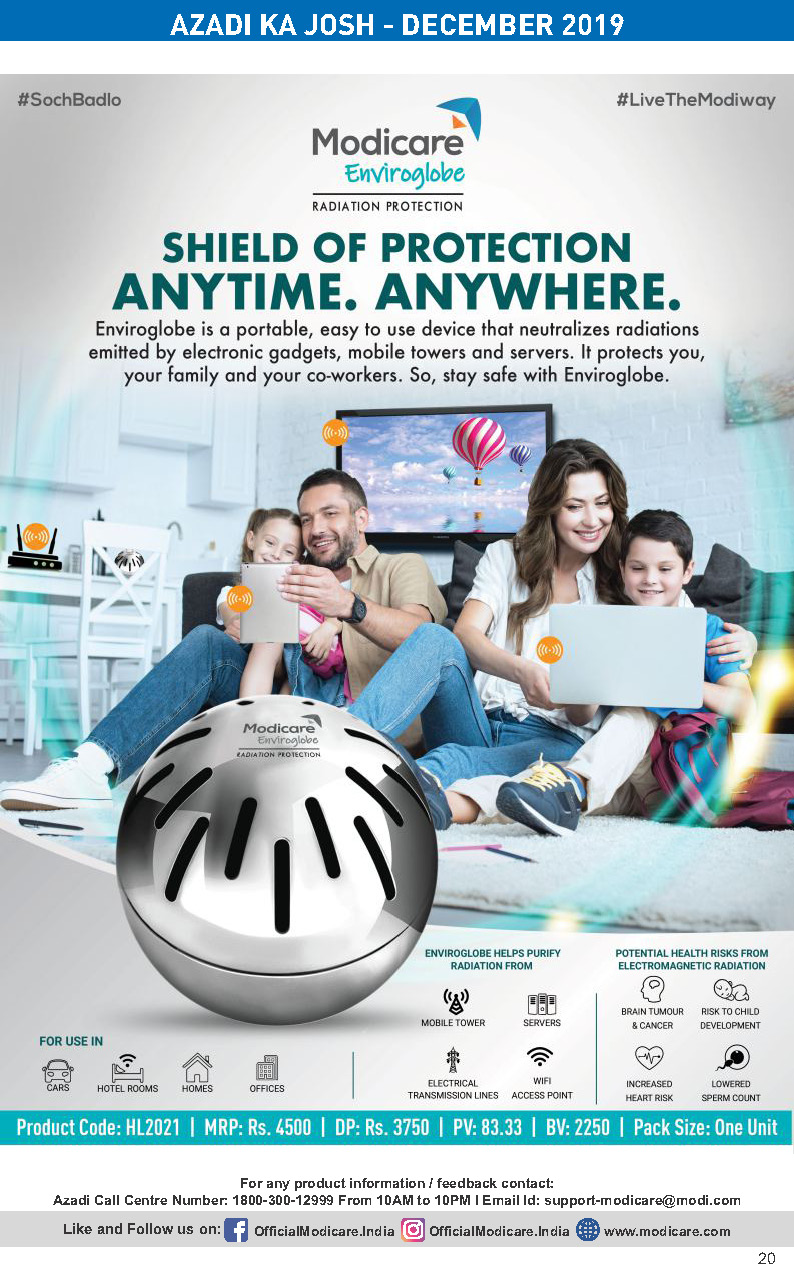 AZADI KA JOSH - DECEMBER 2019
#SochBadlo
#LiveTheModiway
Modicare
Enviroglobe
RADIATION PROTECTION
SHIELD OF PROTECTION
ANYTIME. ANYWHERE.
Enviroglobe is a portable, easy to use device that neutralizes radiations
emitted by electronic gadgets, mobile towers and servers. It protects you,
your family and your co-workers. So, stay safe with Enviroglobe.
Modicare
Enviroglobe
RADIATION PROTECTION
ENVIROGLOBE HELPS PURIFY
RADIATION FROM
MOBILE TOWER
SERVERS
ELECTRICAL
TRANSMISSION LINES
WIFI
ACCESS POINT
POTENTIAL HEALTH RISKS FROM
ELECTROMAGNETIC RADIATION
BRAIN TUMOUR
& CANCER
RISK TO CHILD
DEVELOPMENT
INCREASED
HEART RISK
LOWERED
SPERM COUNT
FOR USE IN
CARS
HOTEL ROOMS
HOMES
OFFICES
Product Code: HL2021 | MRP: Rs. 4500 | DP: Rs. 3750 | PV: 83.33 | BV: 2250 | Pack Size: One Unit
For any product information / feedback contact:
Azadi Call Centre Number: 1800-300-12999 From 10AM to 10PM I Email Id: support-modicare@modi.com
Like and Follow us on: OfficialModicare.India OfficialModicare.India www.modicare.com
20